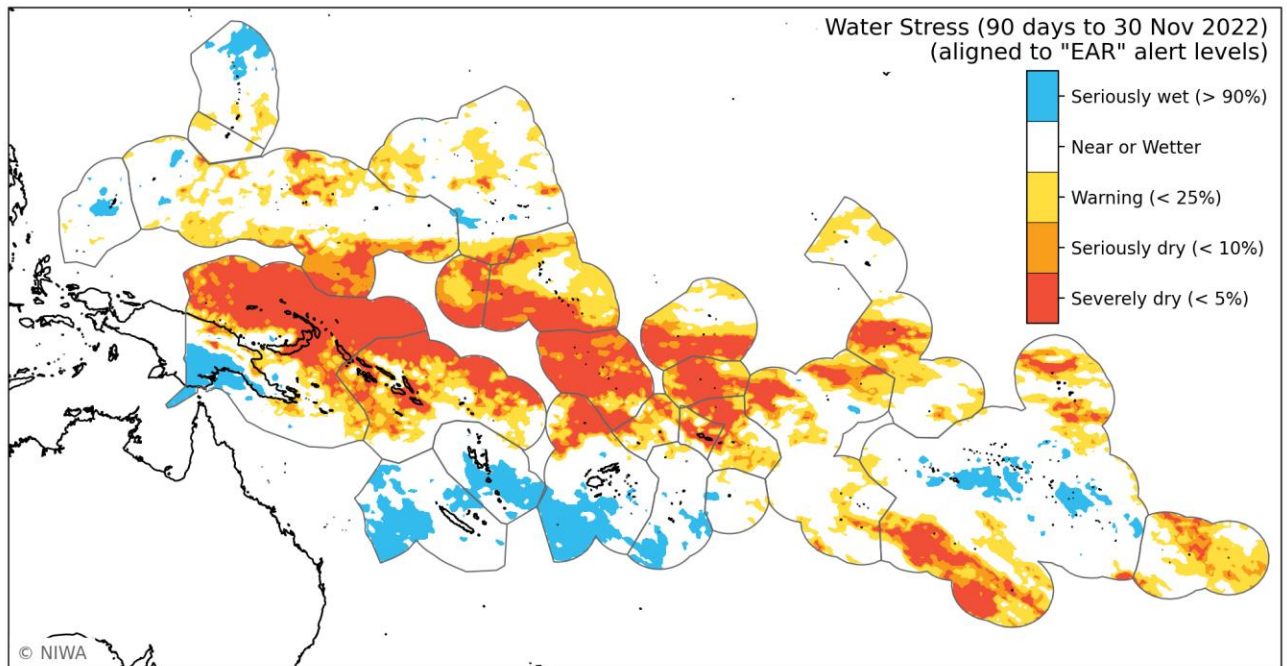 Water Stress (90 days to 30 Nov 2022)
(aligned to "EAR" alert levels)
Seriously wet (> 90%)
Near or Wetter
Warning (< 25%)
Seriously dry (< 10%)
Severely dry (< 5%)
© NIWA